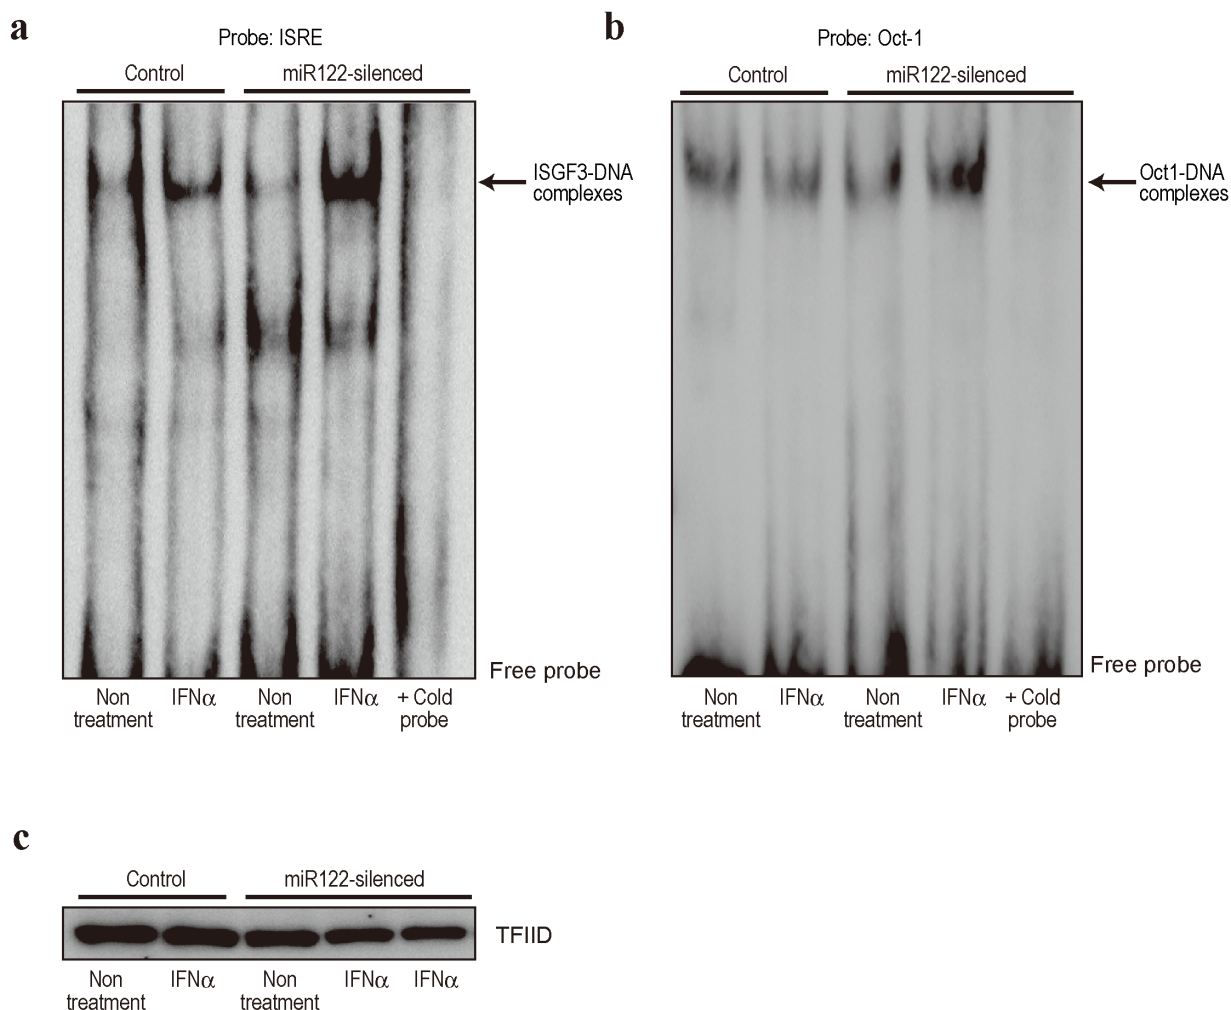 a
Probe: ISRE
Control
miR122-silenced
ISGF3-DNA
complexes
Free probe
Non
treatment
IFNα
Non
treatment
IFNα
+ Cold
probe
b
Probe: Oct-1
Control
miR122-silenced
Oct1-DNA
complexes
Free probe
Non
treatment
IFNα
Non
treatment
IFNα
+ Cold
probe
c
Control
miR122-silenced
TFIID
Non
treatment
IFNα
Non
treatment
IFNα
IFNα